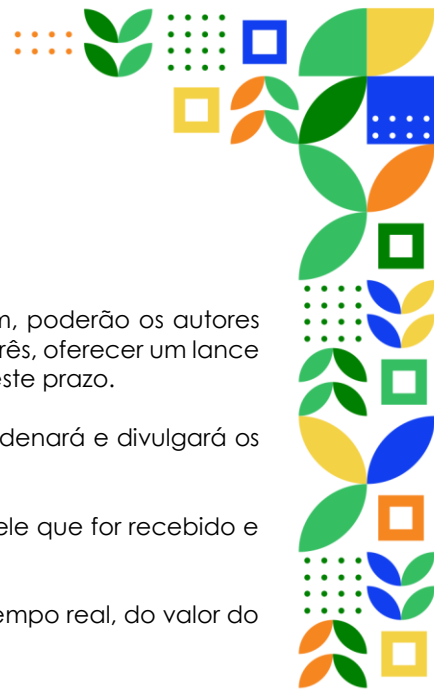 m, poderão os autores
rês, oferecer um lance
este prazo.
denará e divulgará os
ele que for recebido e
empo real, do valor do